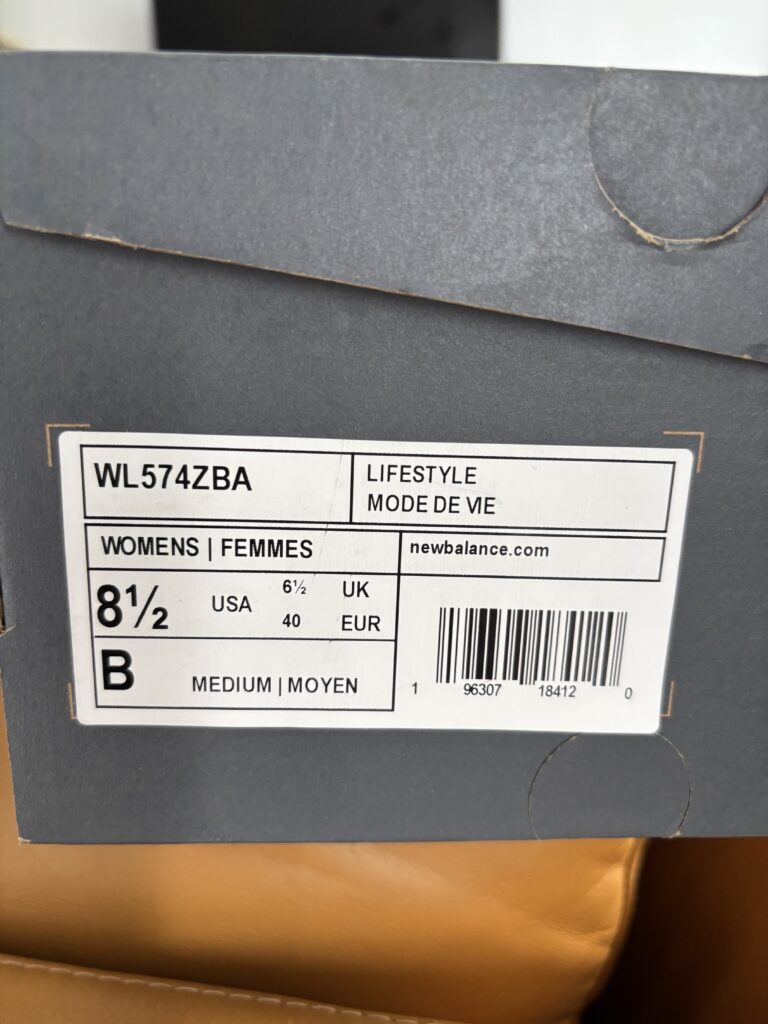 WL574ZBA
LIFESTYLE
MODE DE VIE
WOMENS | FEMMES
newbalance.com
8½ USA 6½ UK
40 EUR
B MEDIUM | MOYEN
1 96307 18412 0